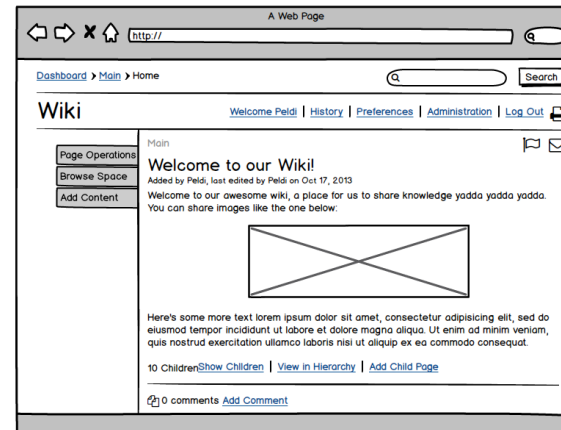 A Web Page
http://
Dashboard > Main > Home
Search
Wiki
Welcome Peldi | History | Preferences | Administration | Log Out
Page Operations
Browse Space
Add Content
Main
Welcome to our Wiki!
Added by Peldi, last edited by Peldi on Oct 17, 2013
Welcome to our awesome wiki, a place for us to share knowledge yadda yadda yadda.
You can share images like the one below:
Here's some more text lorem ipsum dolor sit amet, consectetur adipisicing elit, sed do
eiusmod tempor incididunt ut labore et dolore magna aliqua. Ut enim ad minim veniam,
quis nostrud exercitation ullamco laboris nisi ut aliquip ex ea commodo consequat.
10 Children Show Children | View in Hierarchy | Add Child Page
0 comments Add Comment